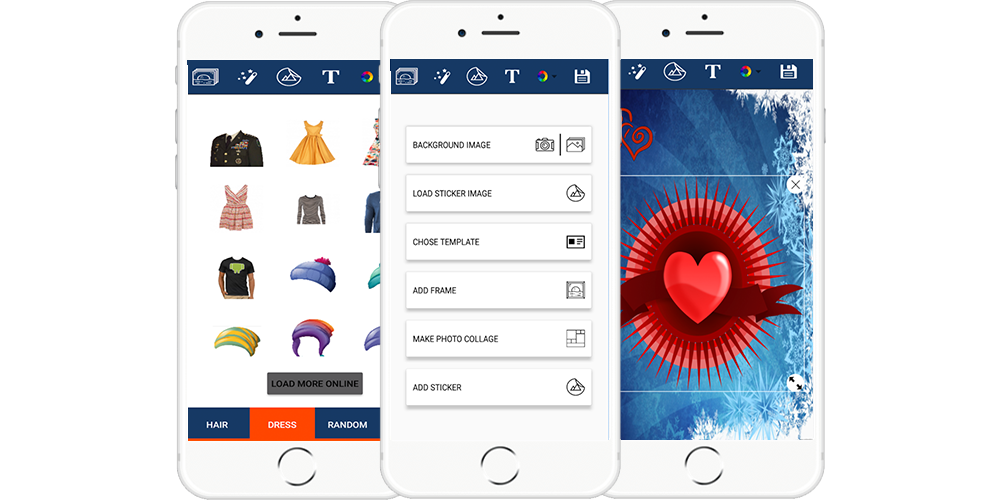 T
LOAD MORE ONLINE
HAIR
DRESS
RANDOM
T
BACKGROUND IMAGE
LOAD STICKER IMAGE
CHOSE TEMPLATE
ADD FRAME
MAKE PHOTO COLLAGE
ADD STICKER
T